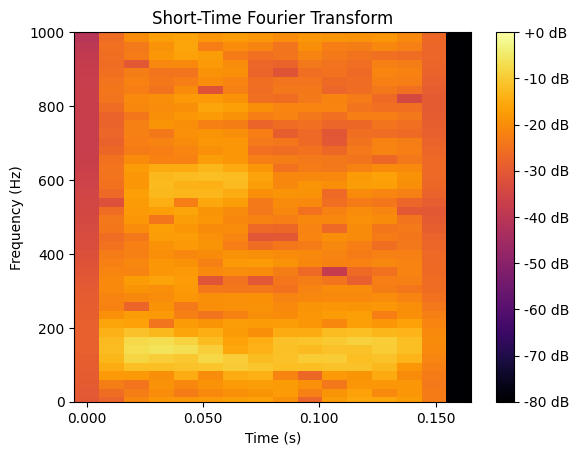 Short-Time Fourier Transform
1000
800
600
400
200
0
Frequency (Hz)
0.000
0.050
0.100
0.150
Time (s)
+0 dB
-10 dB
-20 dB
-30 dB
-40 dB
-50 dB
-60 dB
-70 dB
-80 dB